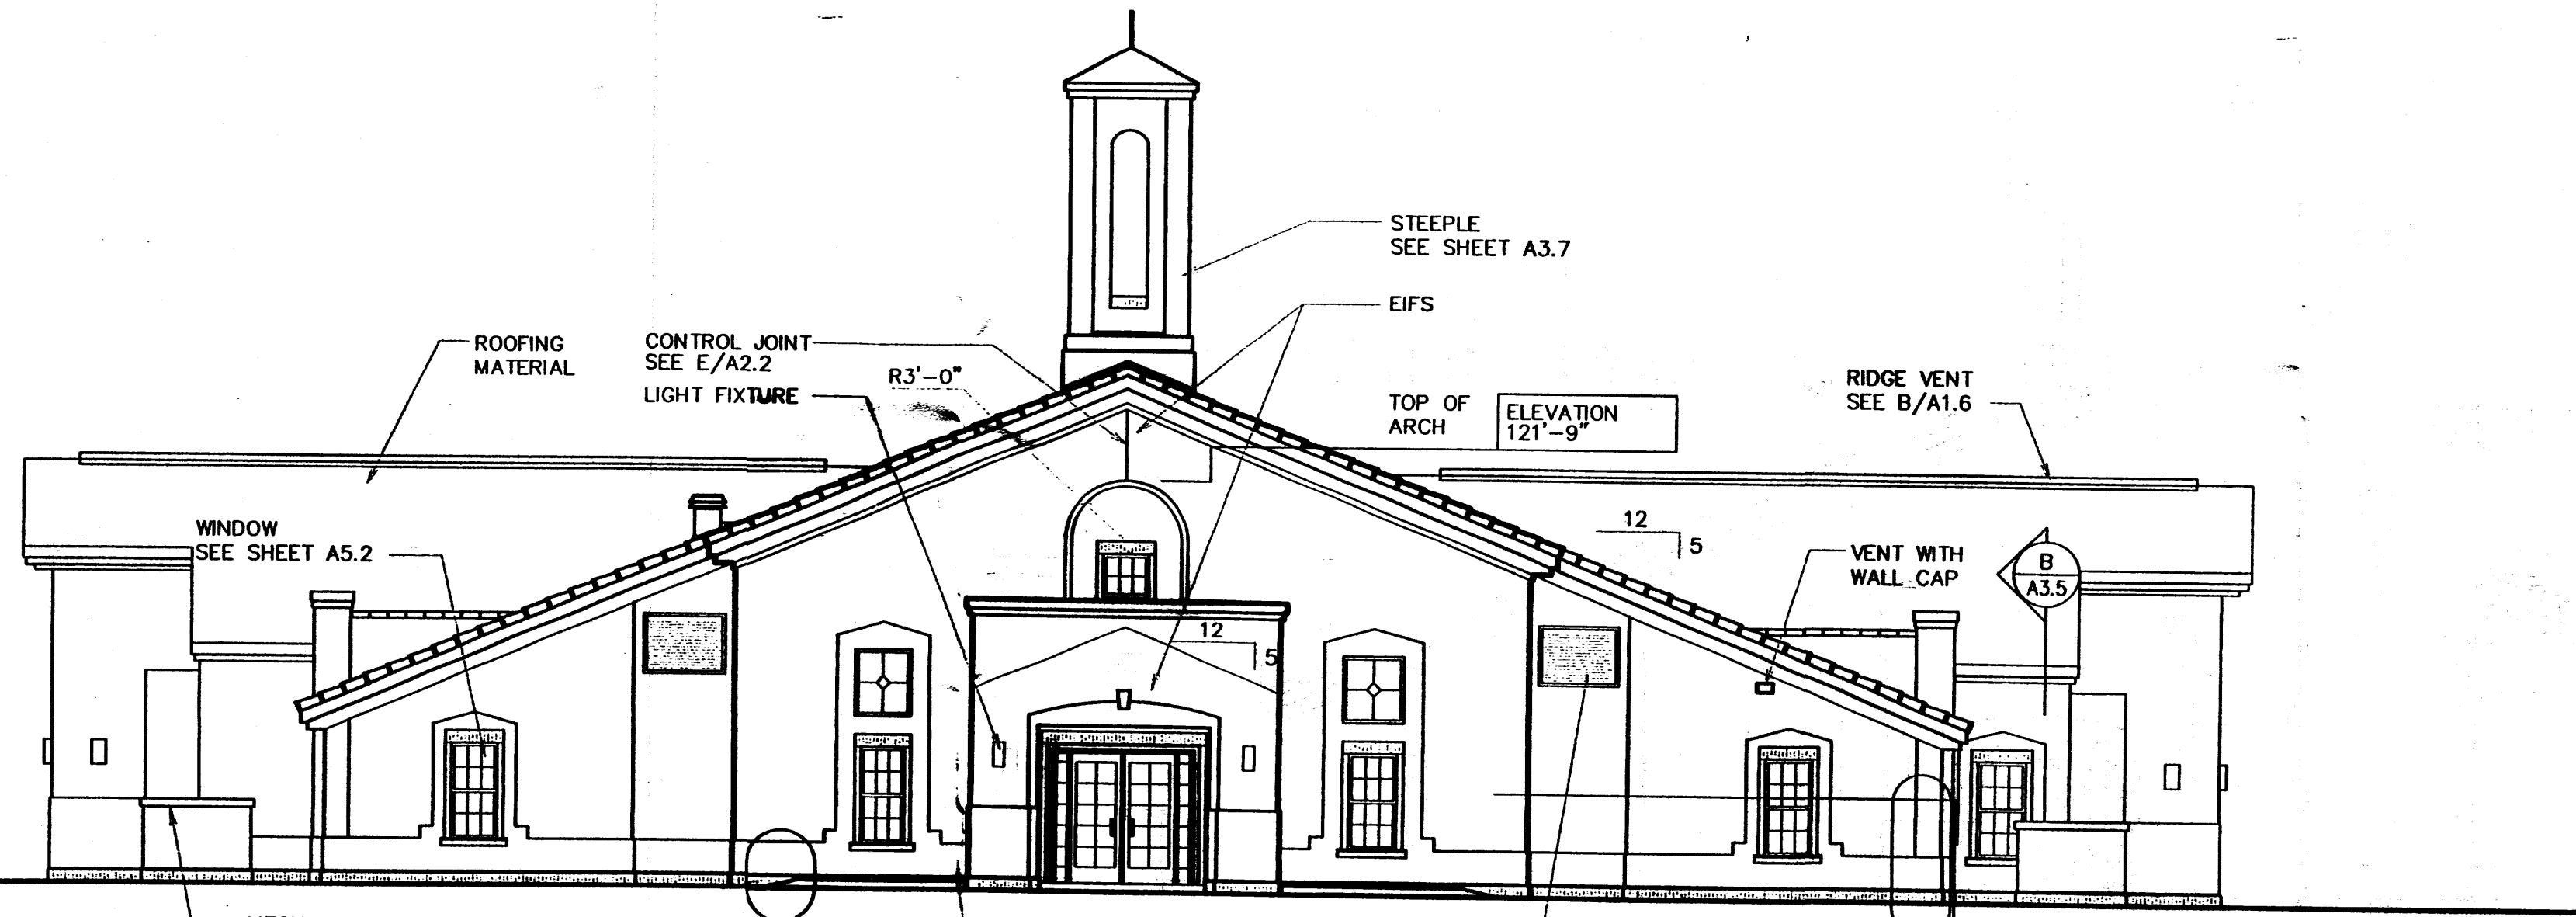 STEEPLE
SEE SHEET A3.7
EIFS
ROOFING
MATERIAL
CONTROL JOINT
SEE E/A2.2
LIGHT FIXTURE
R3'-0"
TOP OF
ARCH
ELEVATION
121'-9"
RIDGE VENT
SEE B/A1.6
WINDOW
SEE SHEET A5.2
12
5
VENT WITH
WALL CAP
B
A3.5
12
5